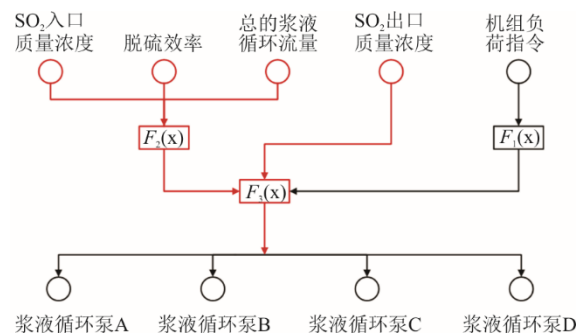 SO₂入口
质量浓度
脱硫效率
总的浆液
循环流量
SO₂出口
质量浓度
机组负
荷指令
F₂(x)
F₁(x)
F₃(x)
浆液循环泵A
浆液循环泵B
浆液循环泵C
浆液循环泵D